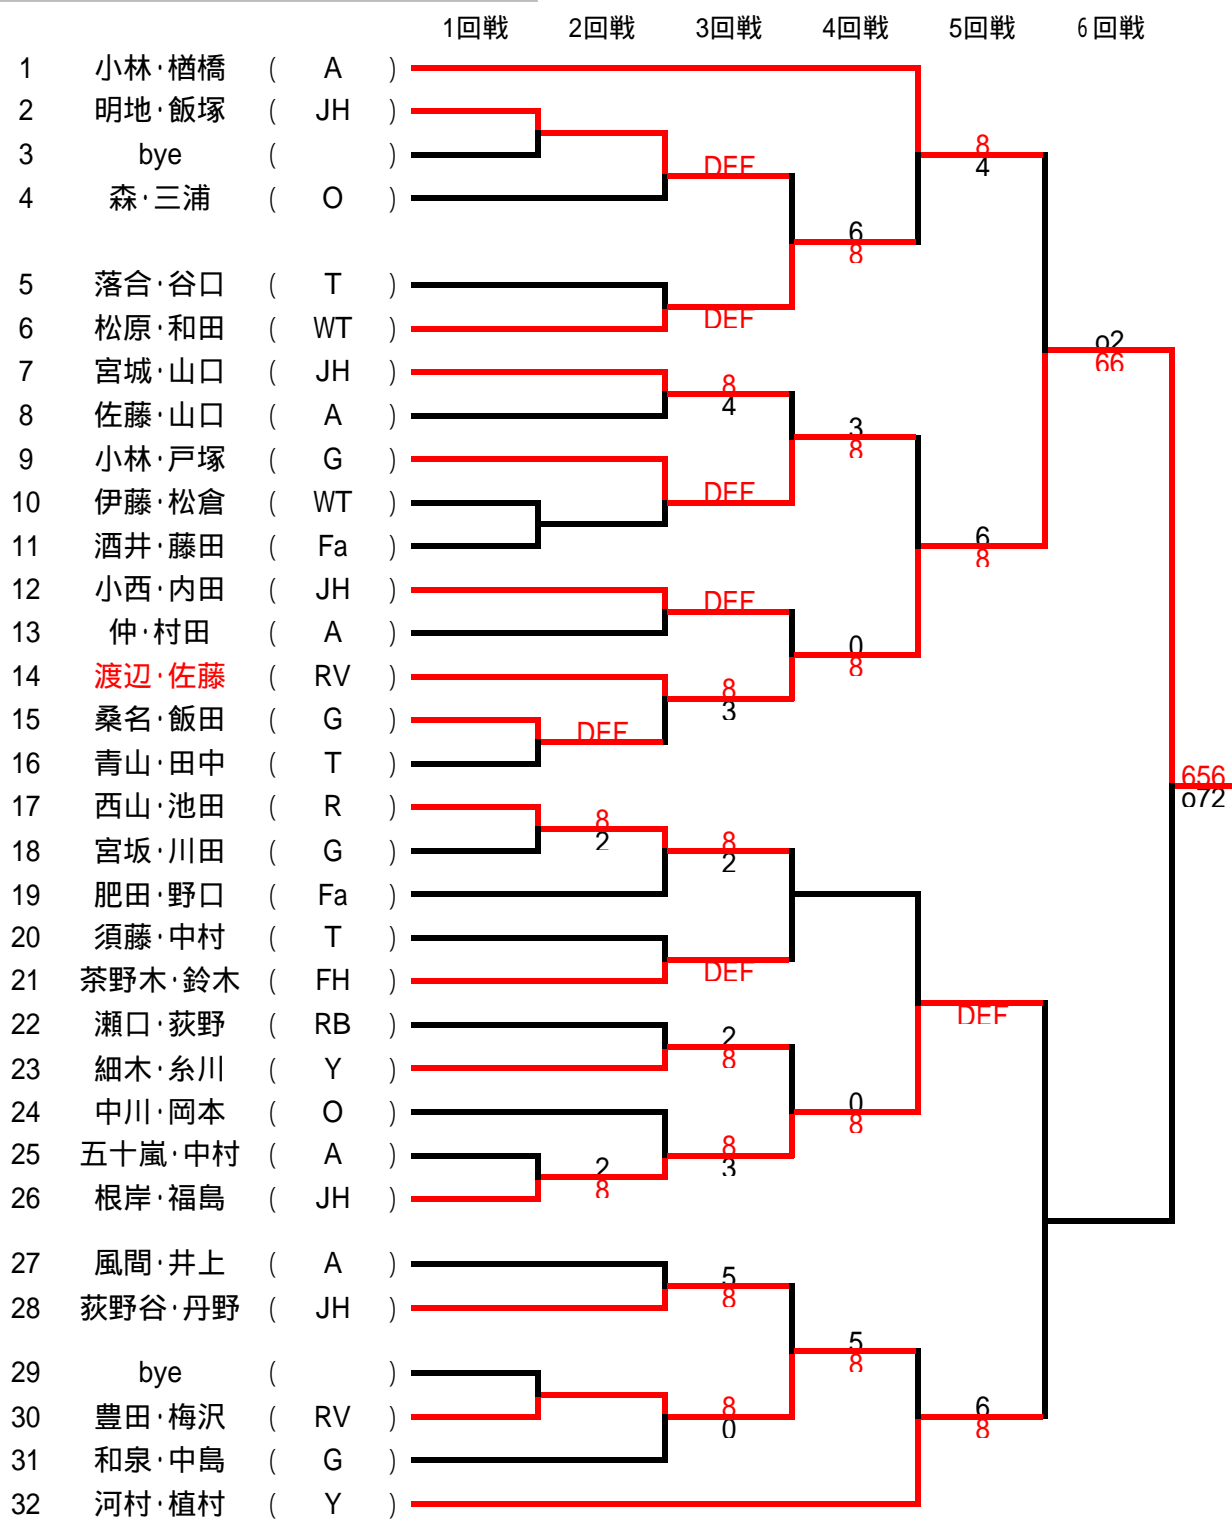 1回戦 2回戦 3回戦 4回戦 5回戦 6回戦
1 小林・楢橋 ( A )
2 明地・飯塚 ( JH )
8
3 bye ( )
DEF
4
4 森・三浦 ( O )
6
8
5 落合・谷口 ( T )
6 松原・和田 ( WT )
DEF
o2
66
7 宮城・山口 ( JH )
8
4
8 佐藤・山口 ( A )
3
8
9 小林・戸塚 ( G )
DEF
10 伊藤・松倉 ( WT )
11 酒井・藤田 ( Fa )
6
8
12 小西・内田 ( JH )
DEF
13 仲・村田 ( A )
0
8
14 渡辺・佐藤 ( RV )
8
3
15 桑名・飯田 ( G )
DEF
16 青山・田中 ( T )
656
o72
17 西山・池田 ( R )
8
2
18 宮坂・川田 ( G )
8
2
19 肥田・野口 ( Fa )
20 須藤・中村 ( T )
DEF
21 茶野木・鈴木 ( FH )
DEF
22 瀬口・荻野 ( RB )
2
8
23 細木・糸川 ( Y )
24 中川・岡本 ( O )
0
8
25 五十嵐・中村 ( A )
8
3
2
8
26 根岸・福島 ( JH )
27 風間・井上 ( A )
5
8
28 荻野谷・丹野 ( JH )
5
8
29 bye ( )
30 豊田・梅沢 ( RV )
8
0
6
8
31 和泉・中島 ( G )
32 河村・植村 ( Y )